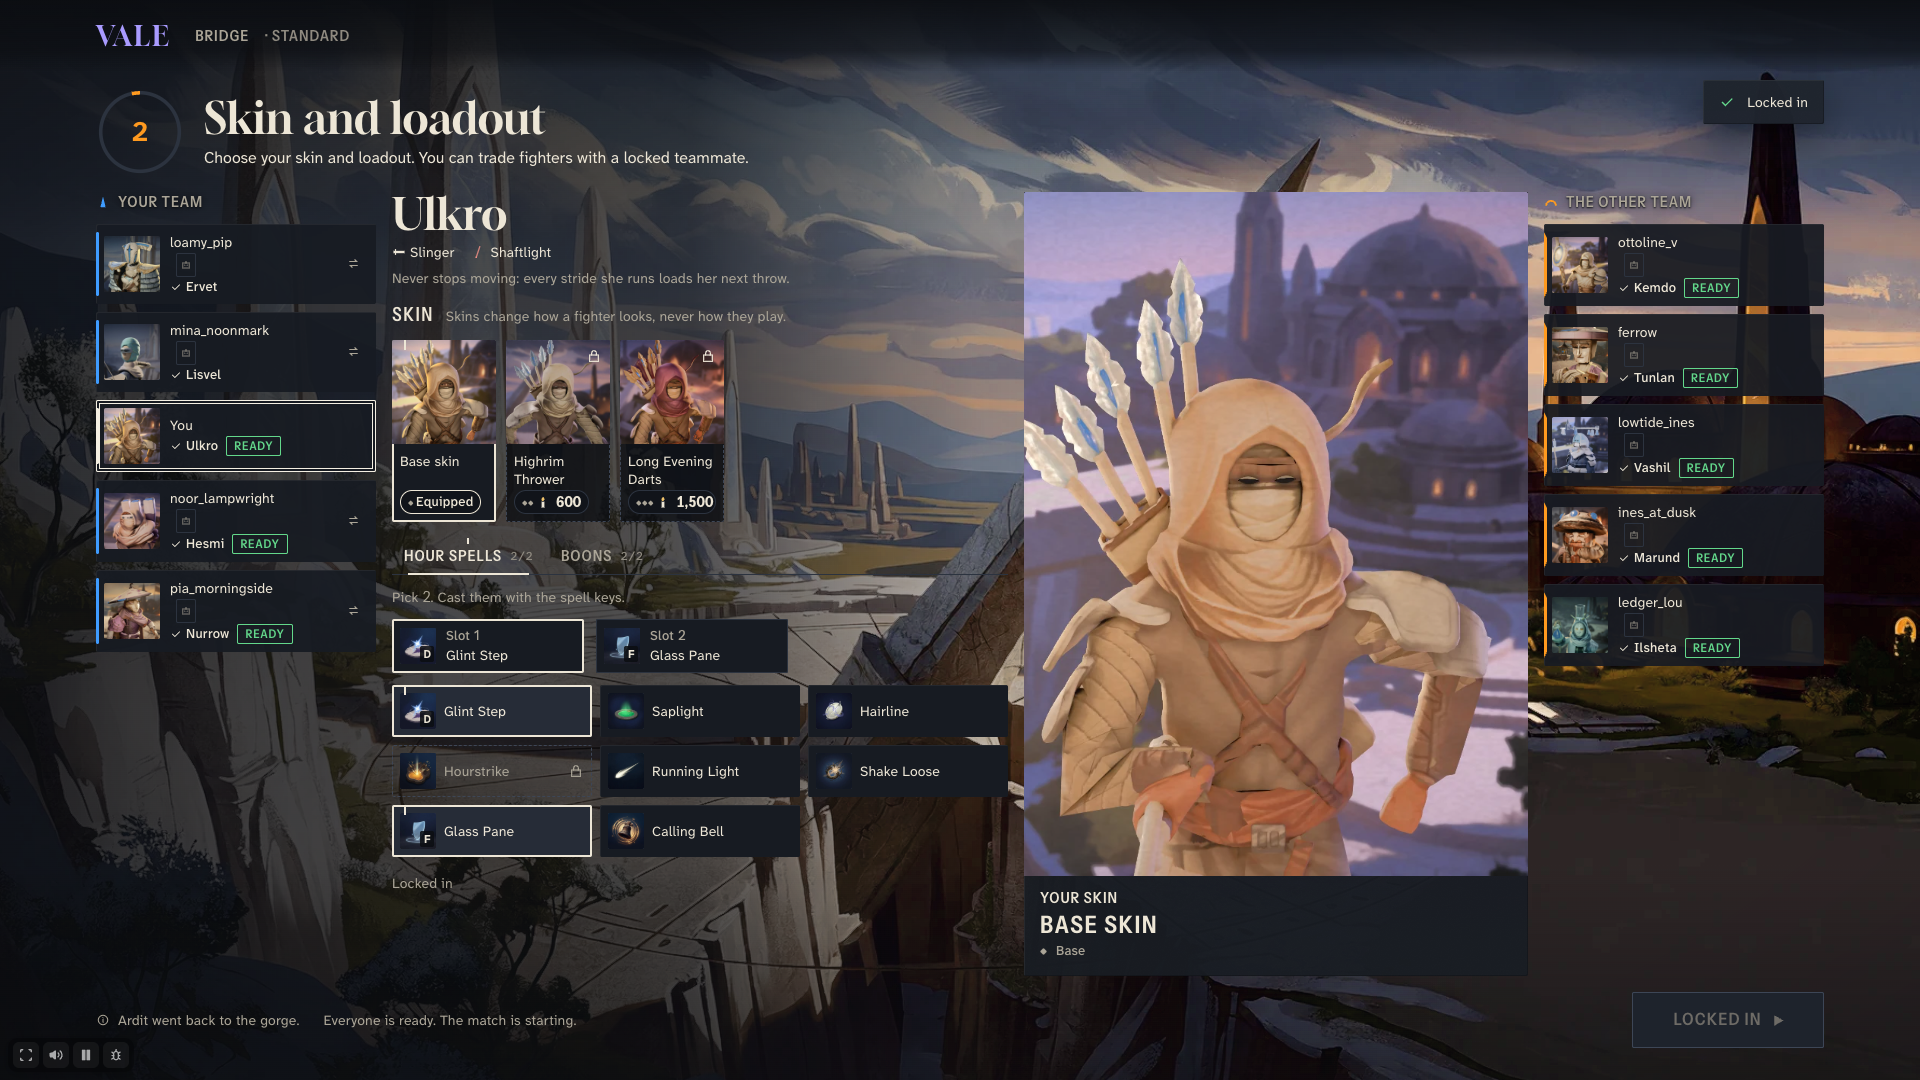 VALE BRIDGE · STANDARD
2
Skin and loadout
Choose your skin and loadout. You can trade fighters with a locked teammate.
Locked in
YOUR TEAM
loamy_pip
Ervet
mina_noonmark
Lisvel
You
Ulkro READY
noor_lampwright
Hesmi READY
pia_morningside
Nurrow READY
Ulkro
Slinger / Shaftlight
Never stops moving: every stride she runs loads her next throw.
SKIN Skins change how a fighter looks, never how they play.
Base skin
Equipped
Highrim
Thrower
600
Long Evening
Darts
1,500
HOUR SPELLS 2/2 BOONS 2/2
Pick 2. Cast them with the spell keys.
D Slot 1
Glint Step
F Slot 2
Glass Pane
D Glint Step
Saplight
Hairline
Hourstrike
Running Light
Shake Loose
F Glass Pane
Calling Bell
Locked in
YOUR SKIN
BASE SKIN
Base
THE OTHER TEAM
ottoline_v
Kemdo READY
ferrow
Tunlan READY
lowtide_ines
Vashil READY
ines_at_dusk
Marund READY
ledger_lou
Ilsheta READY
Ardit went back to the gorge. Everyone is ready. The match is starting.
LOCKED IN